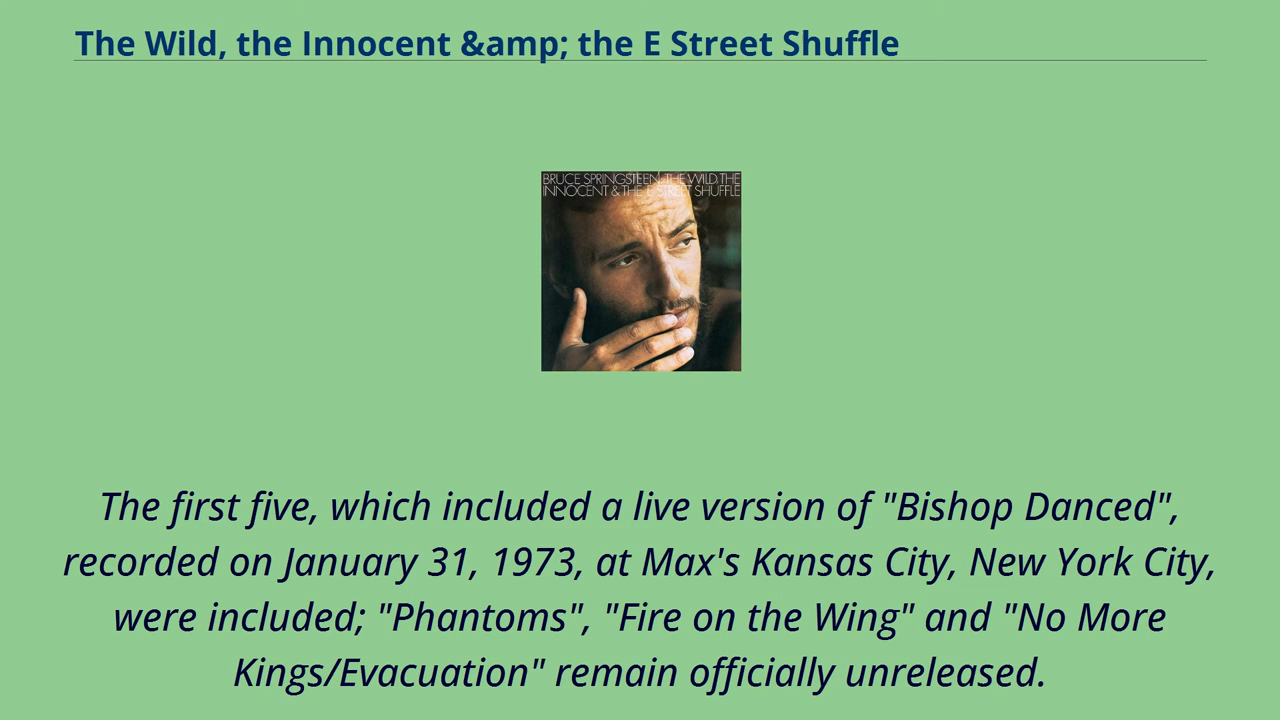 The Wild, the Innocent &amp; the E Street Shuffle
BRUCE SPRINGSTEEN THE WILD, THE
INNOCENT & THE E STREET SHUFFLE
The first five, which included a live version of "Bishop Danced",
recorded on January 31, 1973, at Max's Kansas City, New York City,
were included; "Phantoms", "Fire on the Wing" and "No More
Kings/Evacuation" remain officially unreleased.